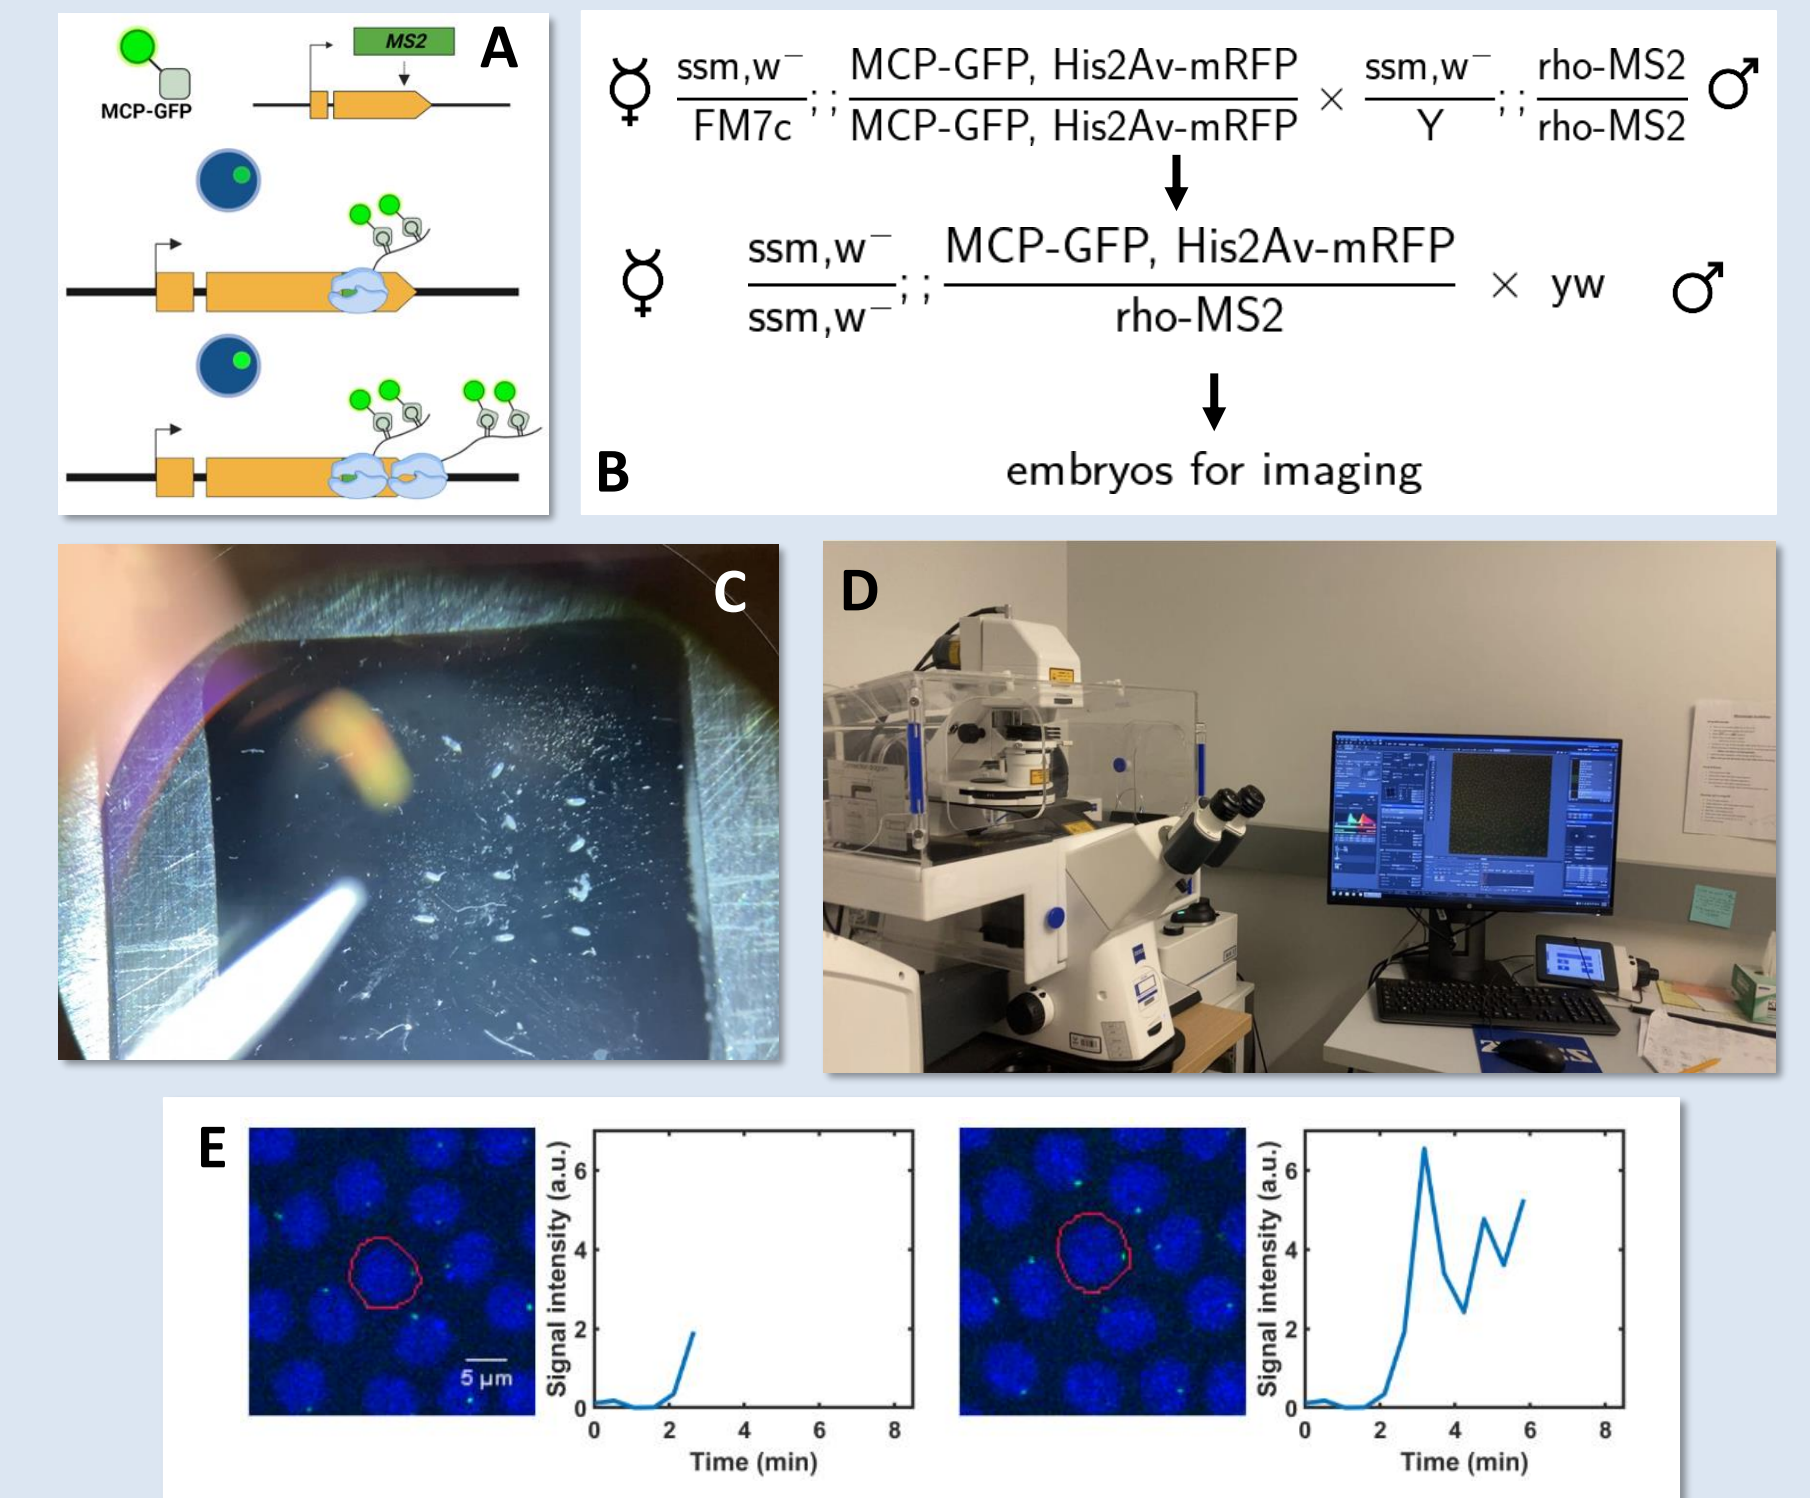 A
MS2
MCP-GFP
ssm,w⁻ MCP-GFP, His2Av-mRFP ssm,w⁻ rho-MS2
; ; × ; ;
FM7c MCP-GFP, His2Av-mRFP Y rho-MS2
ssm,w⁻ MCP-GFP, His2Av-mRFP
; ; × yw
ssm,w⁻ rho-MS2
embryos for imaging
B
C
D
E
5 µm
Signal intensity (a.u.)
6
4
2
0
0 2 4 6 8
Time (min)
Signal intensity (a.u.)
6
4
2
0
0 2 4 6 8
Time (min)